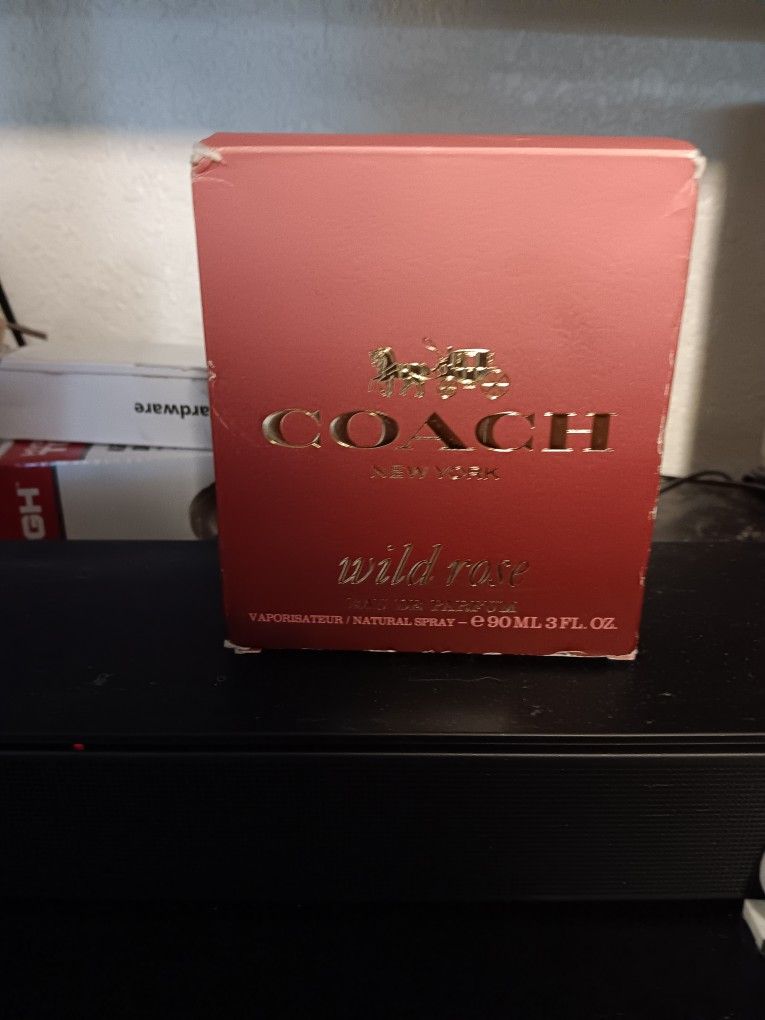 COACH
NEW YORK
wild rose
EAU DE PARFUM
VAPORISATEUR / NATURAL SPRAY – e 90 ML 3 FL. OZ.
ardware
GH